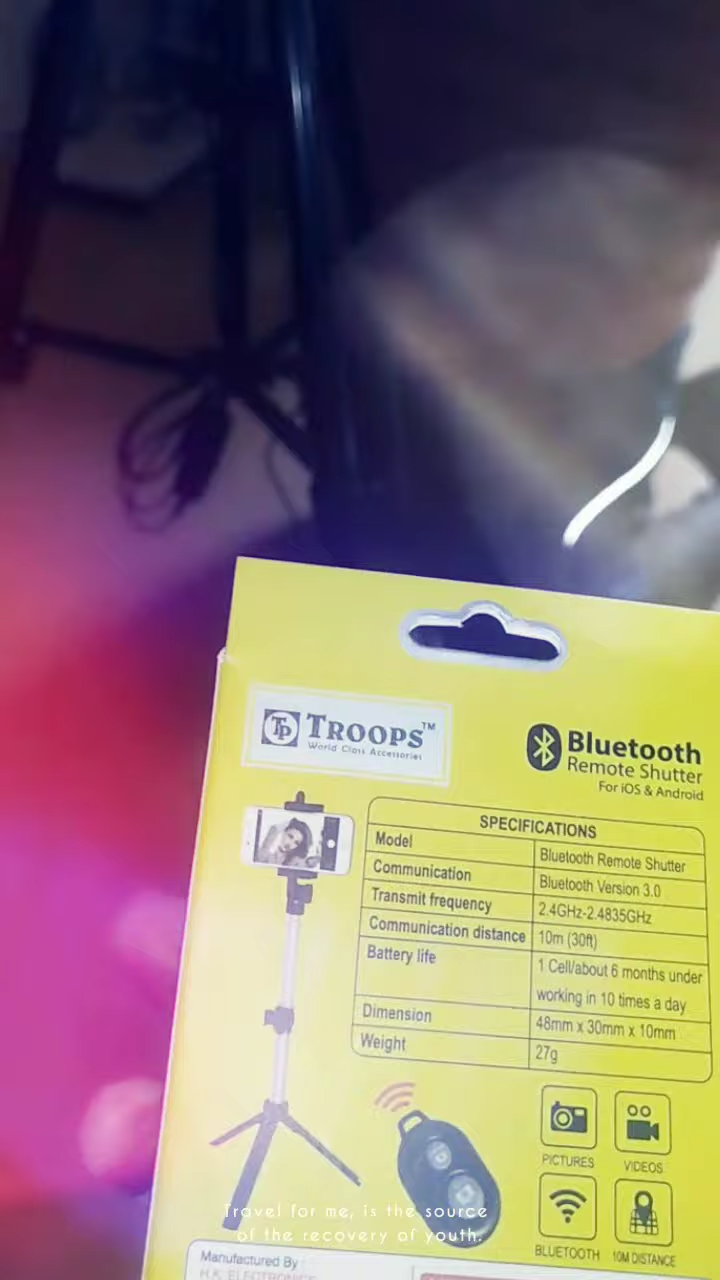 TP TROOPS™
World Class Accessories
Bluetooth
Remote Shutter
For iOS & Android
SPECIFICATIONS
Model Bluetooth Remote Shutter
Communication Bluetooth Version 3.0
Transmit frequency 2.4GHz-2.4835GHz
Communication distance 10m (30ft)
Battery life 1 Cell/about 6 months under
working in 10 times a day
Dimension 48mm x 30mm x 10mm
Weight 27g
PICTURES VIDEOS
BLUETOOTH 10M DISTANCE
Travel for me, is the source
of the recovery of youth.
Manufactured By
H.K. ELECTRONICS